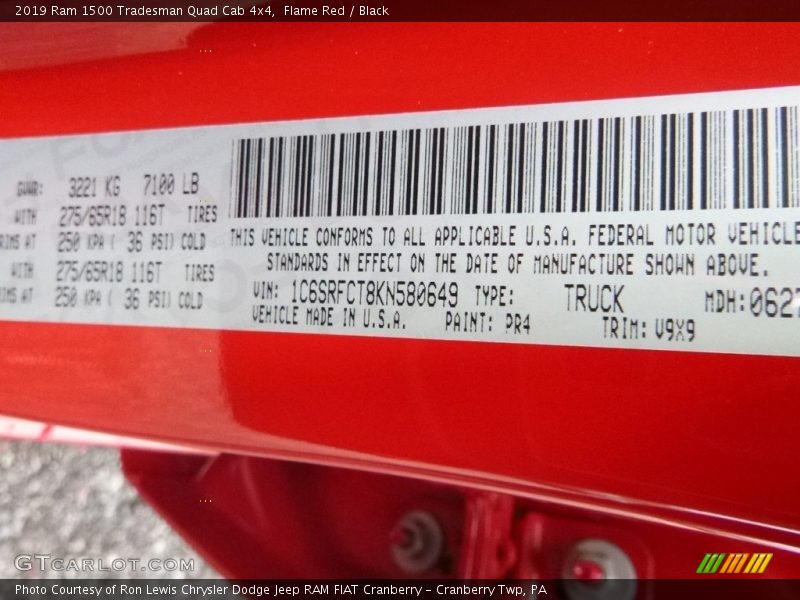 2019 Ram 1500 Tradesman Quad Cab 4x4,  Flame Red / Black
GVWR: 3221 KG 7100 LB
WITH 275/65R18 116T TIRES
RIMS AT 250 KPA ( 36 PSI) COLD
WITH 275/65R18 116T TIRES
RIMS AT 250 KPA ( 36 PSI) COLD
THIS VEHICLE CONFORMS TO ALL APPLICABLE U.S.A. FEDERAL MOTOR VEHICLE
STANDARDS IN EFFECT ON THE DATE OF MANUFACTURE SHOWN ABOVE.
VIN: 1C6SRFCT8KN580649 TYPE: TRUCK MDH: 0627
VEHICLE MADE IN U.S.A. PAINT: PR4 TRIM: V9X9
GTCarLot.com
Photo Courtesy of Ron Lewis Chrysler Dodge Jeep RAM FIAT Cranberry - Cranberry Twp, PA